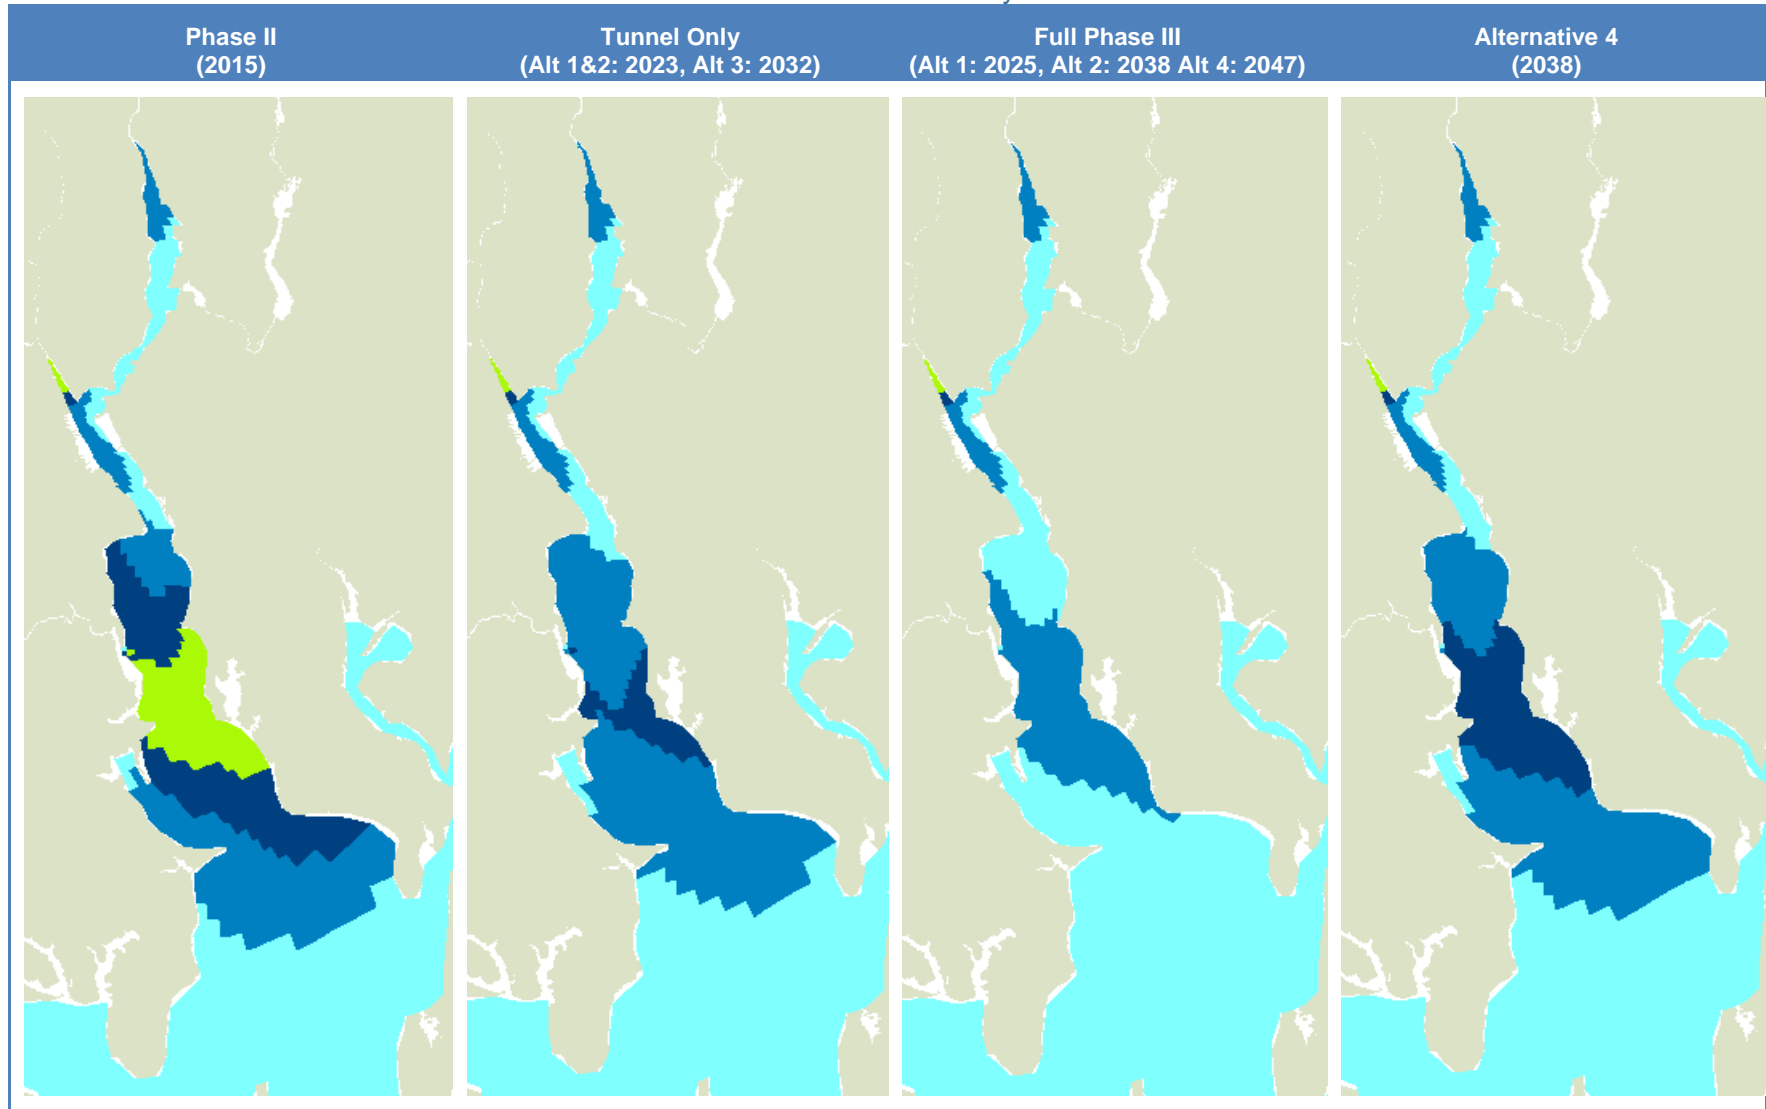 Phase II
(2015)
Tunnel Only
(Alt 1&2: 2023, Alt 3: 2032)
Full Phase III
(Alt 1: 2025, Alt 2: 2038 Alt 4: 2047)
Alternative 4
(2038)